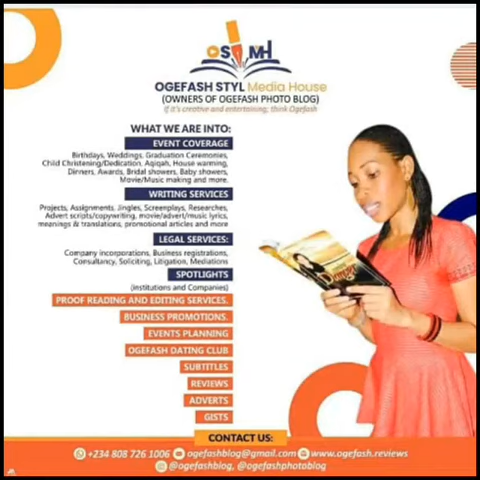 OSMH
OGEFASH STYL Media House
(OWNERS OF OGEFASH PHOTO BLOG)
If it's creative and entertaining, think Ogefash
WHAT WE ARE INTO:
EVENT COVERAGE
Birthdays, Weddings, Graduation Ceremonies,
Child Christening/Dedication, Aqiqah, House warming,
Dinners, Awards, Bridal showers, Baby showers,
Movie/Music making and more.
WRITING SERVICES
Projects, Assignments, Jingles, Screenplays, Researches,
Advert scripts/copywriting, movie/advert/music lyrics,
meanings & translations, promotional articles and more
LEGAL SERVICES:
Company incorporations, Business registrations,
Consultancy, Soliciting, Litigation, Mediations
SPOTLIGHTS
(Institutions and Companies)
PROOF READING AND EDITING SERVICES.
BUSINESS PROMOTIONS.
EVENTS PLANNING
OGEFASH DATING CLUB
SUBTITLES
REVIEWS
ADVERTS
GISTS
CONTACT US:
+234 808 726 1006 ogefashblog@gmail.com www.ogefash.reviews
@ogefashblog, @ogefashphotoblog